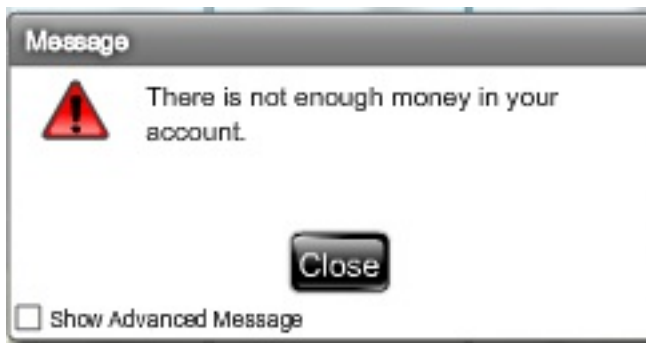 Message
There is not enough money in your
account.
Close
Show Advanced Message